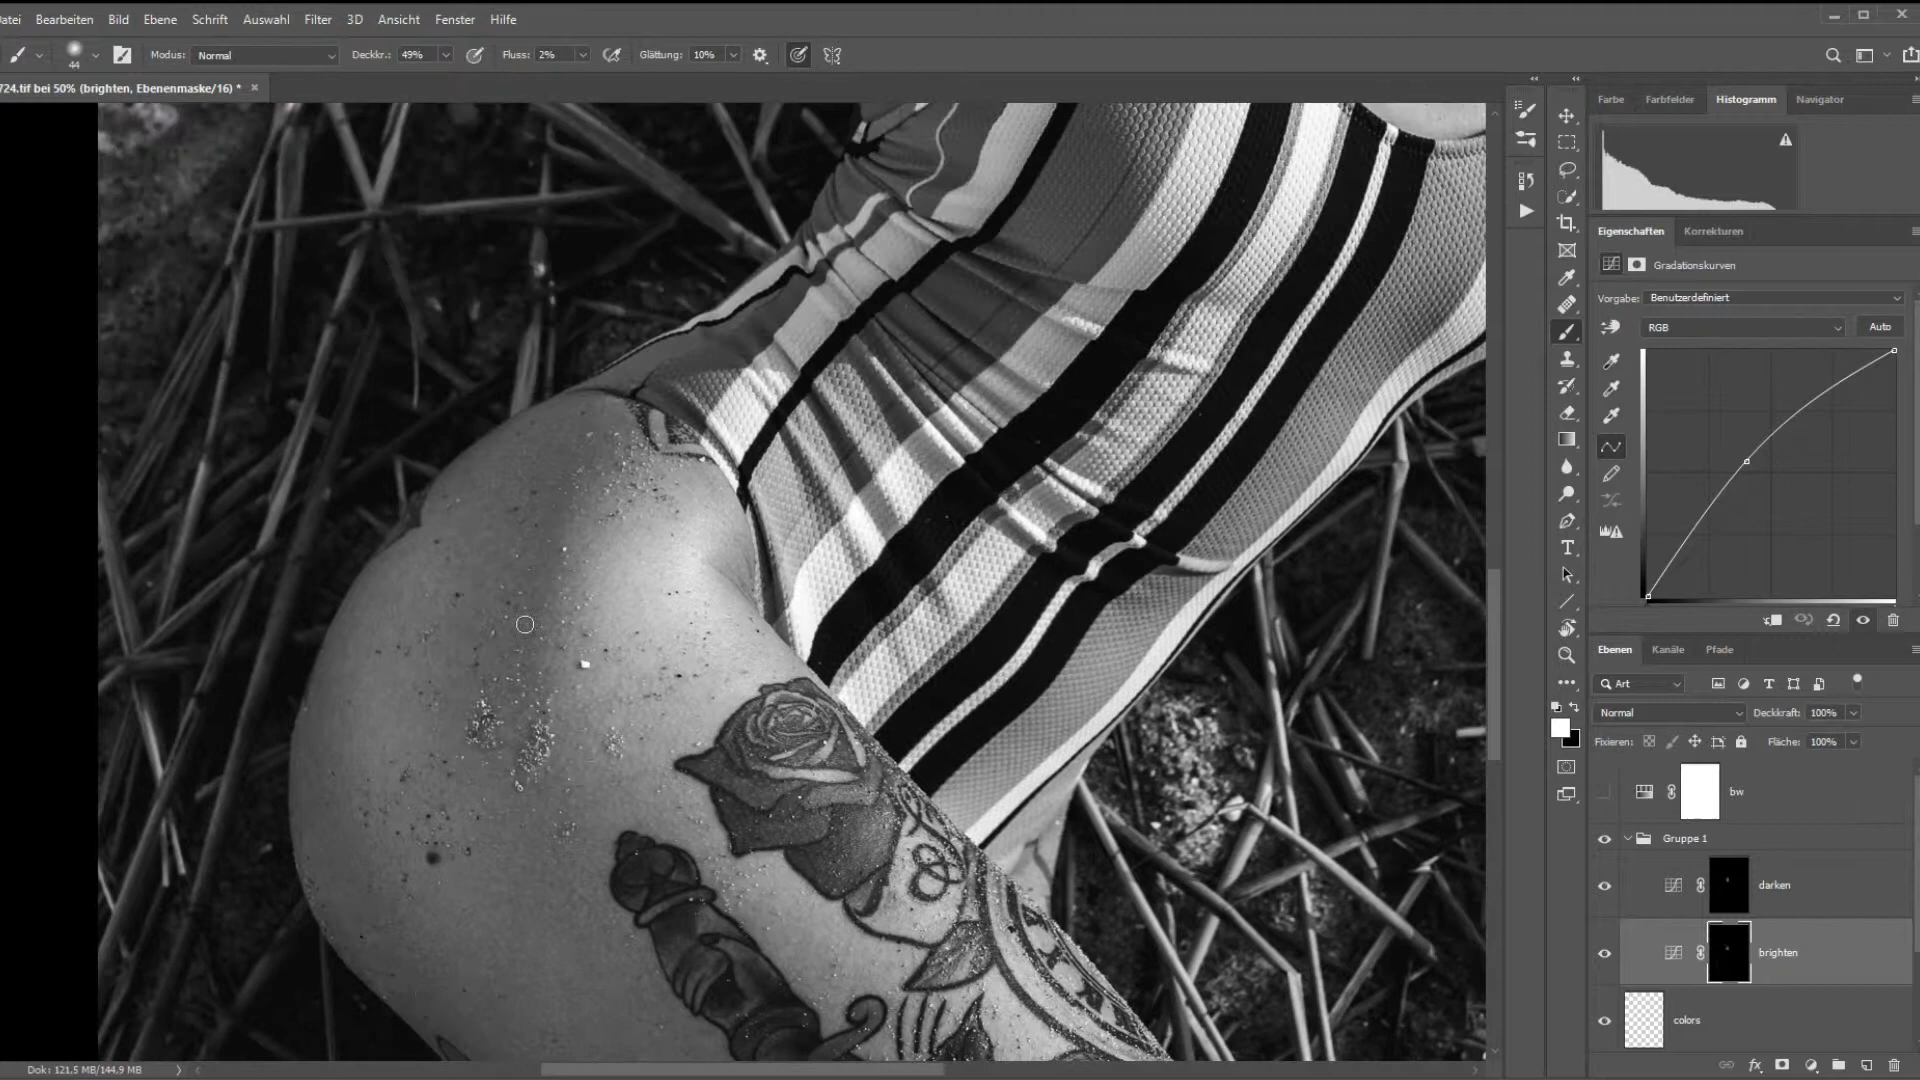 atei Bearbeiten Bild Ebene Schrift Auswahl Filter 3D Ansicht Fenster Hilfe
44 Modus: Normal Deckkr.: 49% Fluss: 2% Glättung: 10%
724.tif bei 50% (brighten, Ebenenmaske/16) *
Farbe Farbfelder Histogramm Navigator
Eigenschaften Korrekturen
Gradationskurven
Vorgabe: Benutzerdefiniert
RGB Auto
Ebenen Kanäle Pfade
Art
Normal Deckkraft: 100%
Fixieren: Fläche: 100%
bw
Gruppe 1
darken
brighten
colors
Dok: 121,5 MB/144,9 MB